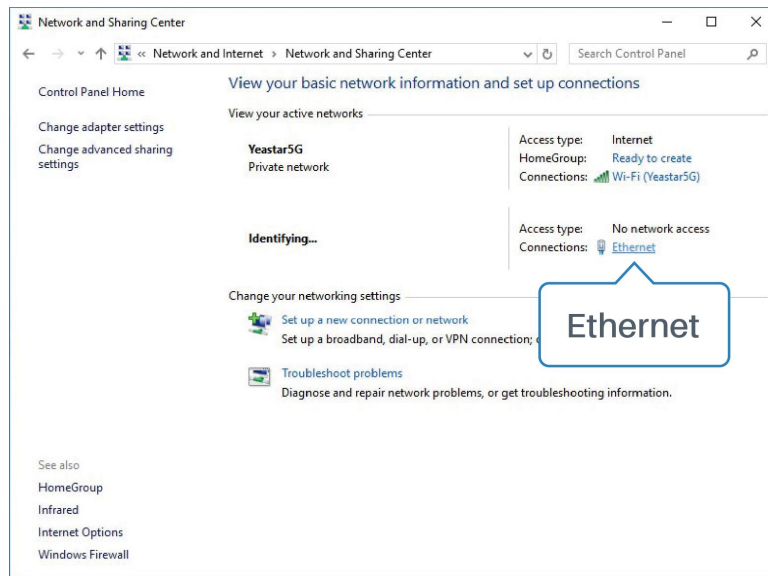 Network and Sharing Center
« Network and Internet › Network and Sharing Center
Search Control Panel
Control Panel Home
Change adapter settings
Change advanced sharing
settings
View your basic network information and set up connections
View your active networks
Yeastar5G
Private network
Access type: Internet
HomeGroup: Ready to create
Connections: Wi-Fi (Yeastar5G)
Identifying...
Access type: No network access
Connections: Ethernet
Ethernet
Change your networking settings
Set up a new connection or network
Set up a broadband, dial-up, or VPN connection;
Troubleshoot problems
Diagnose and repair network problems, or get troubleshooting information.
See also
HomeGroup
Infrared
Internet Options
Windows Firewall